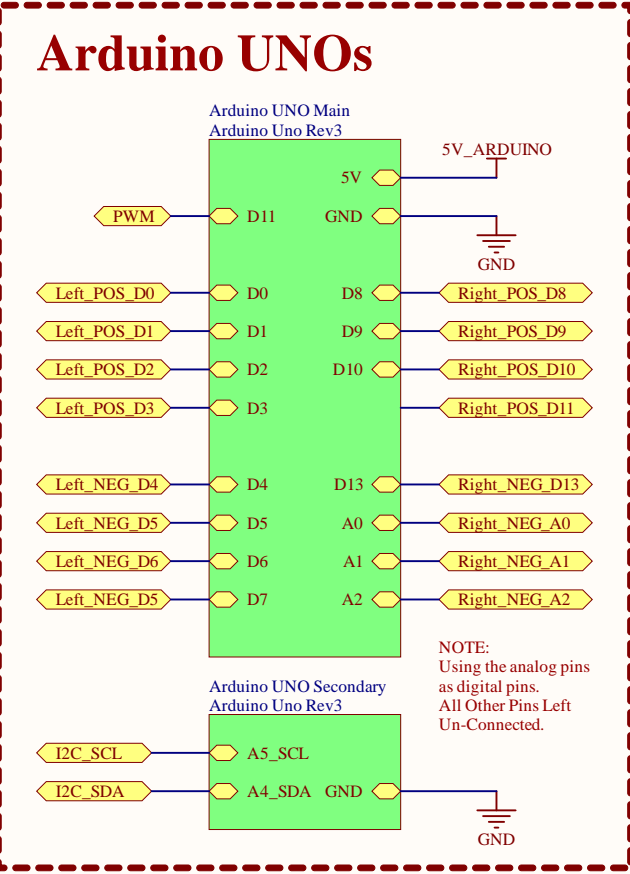 Arduino UNOs
Arduino UNO Main
Arduino Uno Rev3
5V_ARDUINO
5V
PWM D11 GND
GND
Left_POS_D0 D0 D8 Right_POS_D8
Left_POS_D1 D1 D9 Right_POS_D9
Left_POS_D2 D2 D10 Right_POS_D10
Left_POS_D3 D3 Right_POS_D11
Left_NEG_D4 D4 D13 Right_NEG_D13
Left_NEG_D5 D5 A0 Right_NEG_A0
Left_NEG_D6 D6 A1 Right_NEG_A1
Left_NEG_D5 D7 A2 Right_NEG_A2
NOTE:
Using the analog pins
as digital pins.
All Other Pins Left
Un-Connected.
Arduino UNO Secondary
Arduino Uno Rev3
I2C_SCL A5_SCL
I2C_SDA A4_SDA GND
GND